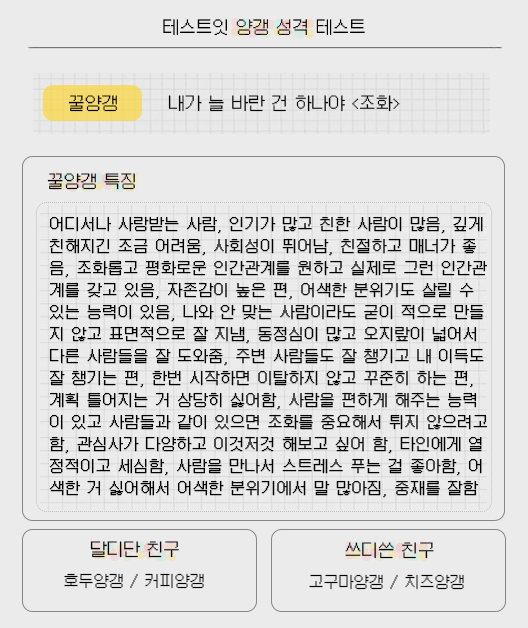 테스트잇 양갱 성격 테스트
꿀양갱 내가 늘 바란 건 하나야 <조화>
꿀양갱 특징
어디서나 사랑받는 사람, 인기가 많고 친한 사람이 많음, 깊게
친해지긴 조금 어려움, 사회성이 뛰어남, 친절하고 매너가 좋
음, 조화롭고 평화로운 인간관계를 원하고 실제로 그런 인간관
계를 갖고 있음, 자존감이 높은 편, 어색한 분위기도 살릴 수
있는 능력이 있음, 나와 안 맞는 사람이라도 굳이 적으로 만들
지 않고 표면적으로 잘 지냄, 동정심이 많고 오지랖이 넓어서
다른 사람들을 잘 도와줌, 주변 사람들도 잘 챙기고 내 이득도
잘 챙기는 편, 한번 시작하면 이탈하지 않고 꾸준히 하는 편,
계획 틀어지는 거 상당히 싫어함, 사람을 편하게 해주는 능력
이 있고 사람들과 같이 있으면 조화를 중요해서 튀지 않으려고
함, 관심사가 다양하고 이것저것 해보고 싶어 함, 타인에게 열
정적이고 세심함, 사람을 만나서 스트레스 푸는 걸 좋아함, 어
색한 거 싫어해서 어색한 분위기에서 말 많아짐, 중재를 잘함
달디단 친구
호두양갱 / 커피양갱
쓰디쓴 친구
고구마양갱 / 치즈양갱